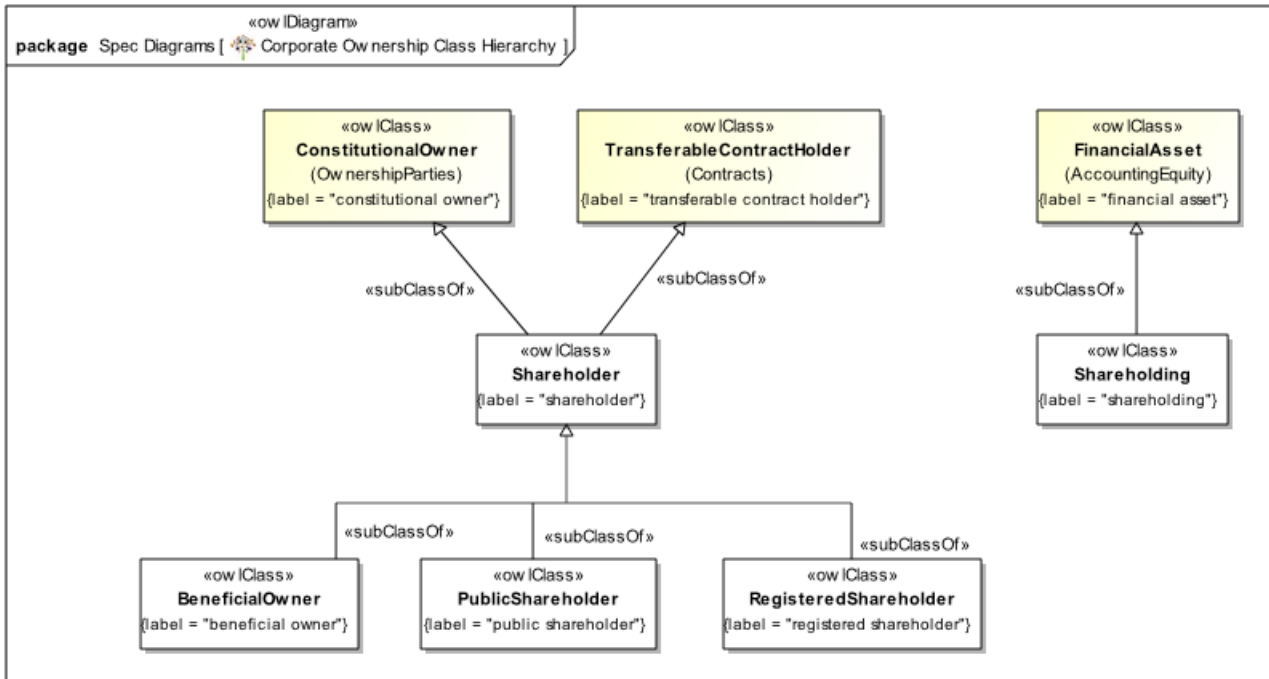 «owlDiagram»
package Spec Diagrams [ Corporate Ownership Class Hierarchy ]
«owlClass»
ConstitutionalOwner
(OwnershipParties)
{label = "constitutional owner"}
«owlClass»
TransferableContractHolder
(Contracts)
{label = "transferable contract holder"}
«owlClass»
FinancialAsset
(AccountingEquity)
{label = "financial asset"}
«subClassOf»
«subClassOf»
«subClassOf»
«owlClass»
Shareholder
{label = "shareholder"}
«owlClass»
Shareholding
{label = "shareholding"}
«subClassOf»
«subClassOf»
«subClassOf»
«owlClass»
BeneficialOwner
{label = "beneficial owner"}
«owlClass»
PublicShareholder
{label = "public shareholder"}
«owlClass»
RegisteredShareholder
{label = "registered shareholder"}